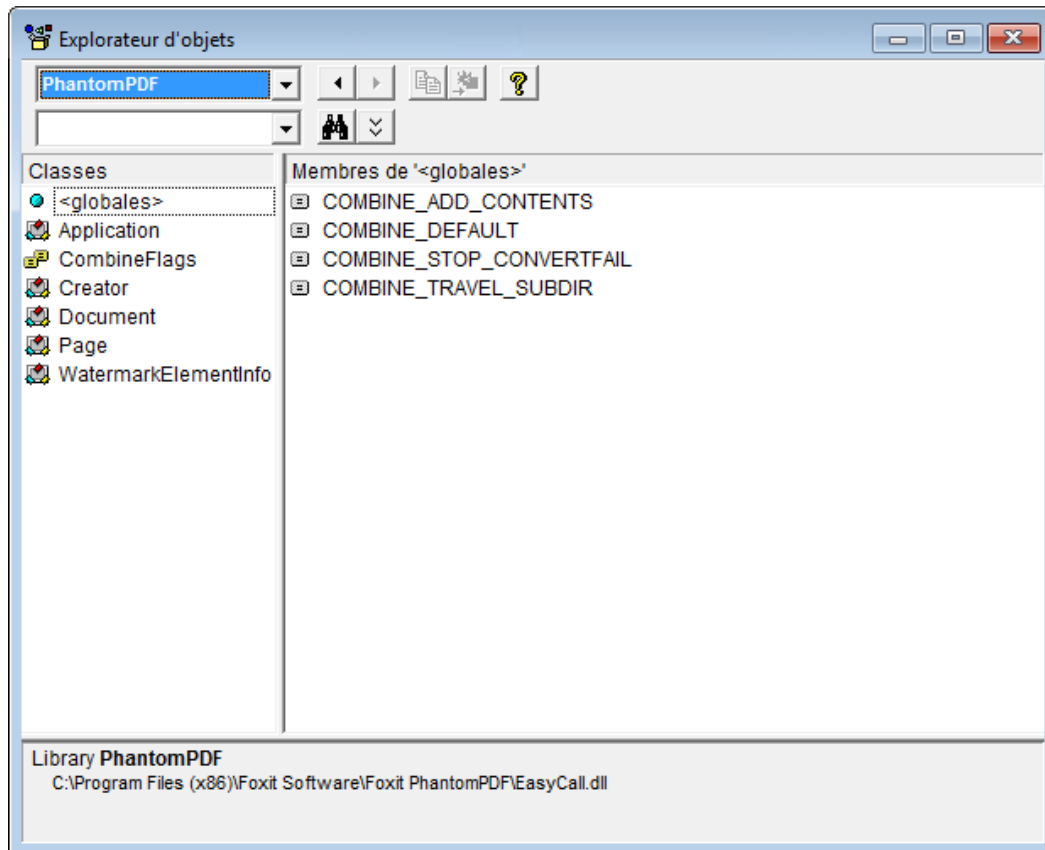 Explorateur d'objets
PhantomPDF
Classes
Membres de '<globales>'
<globales>
COMBINE_ADD_CONTENTS
Application
COMBINE_DEFAULT
CombineFlags
COMBINE_STOP_CONVERTFAIL
Creator
COMBINE_TRAVEL_SUBDIR
Document
Page
WatermarkElementInfo
Library PhantomPDF
C:\Program Files (x86)\Foxit Software\Foxit PhantomPDF\EasyCall.dll